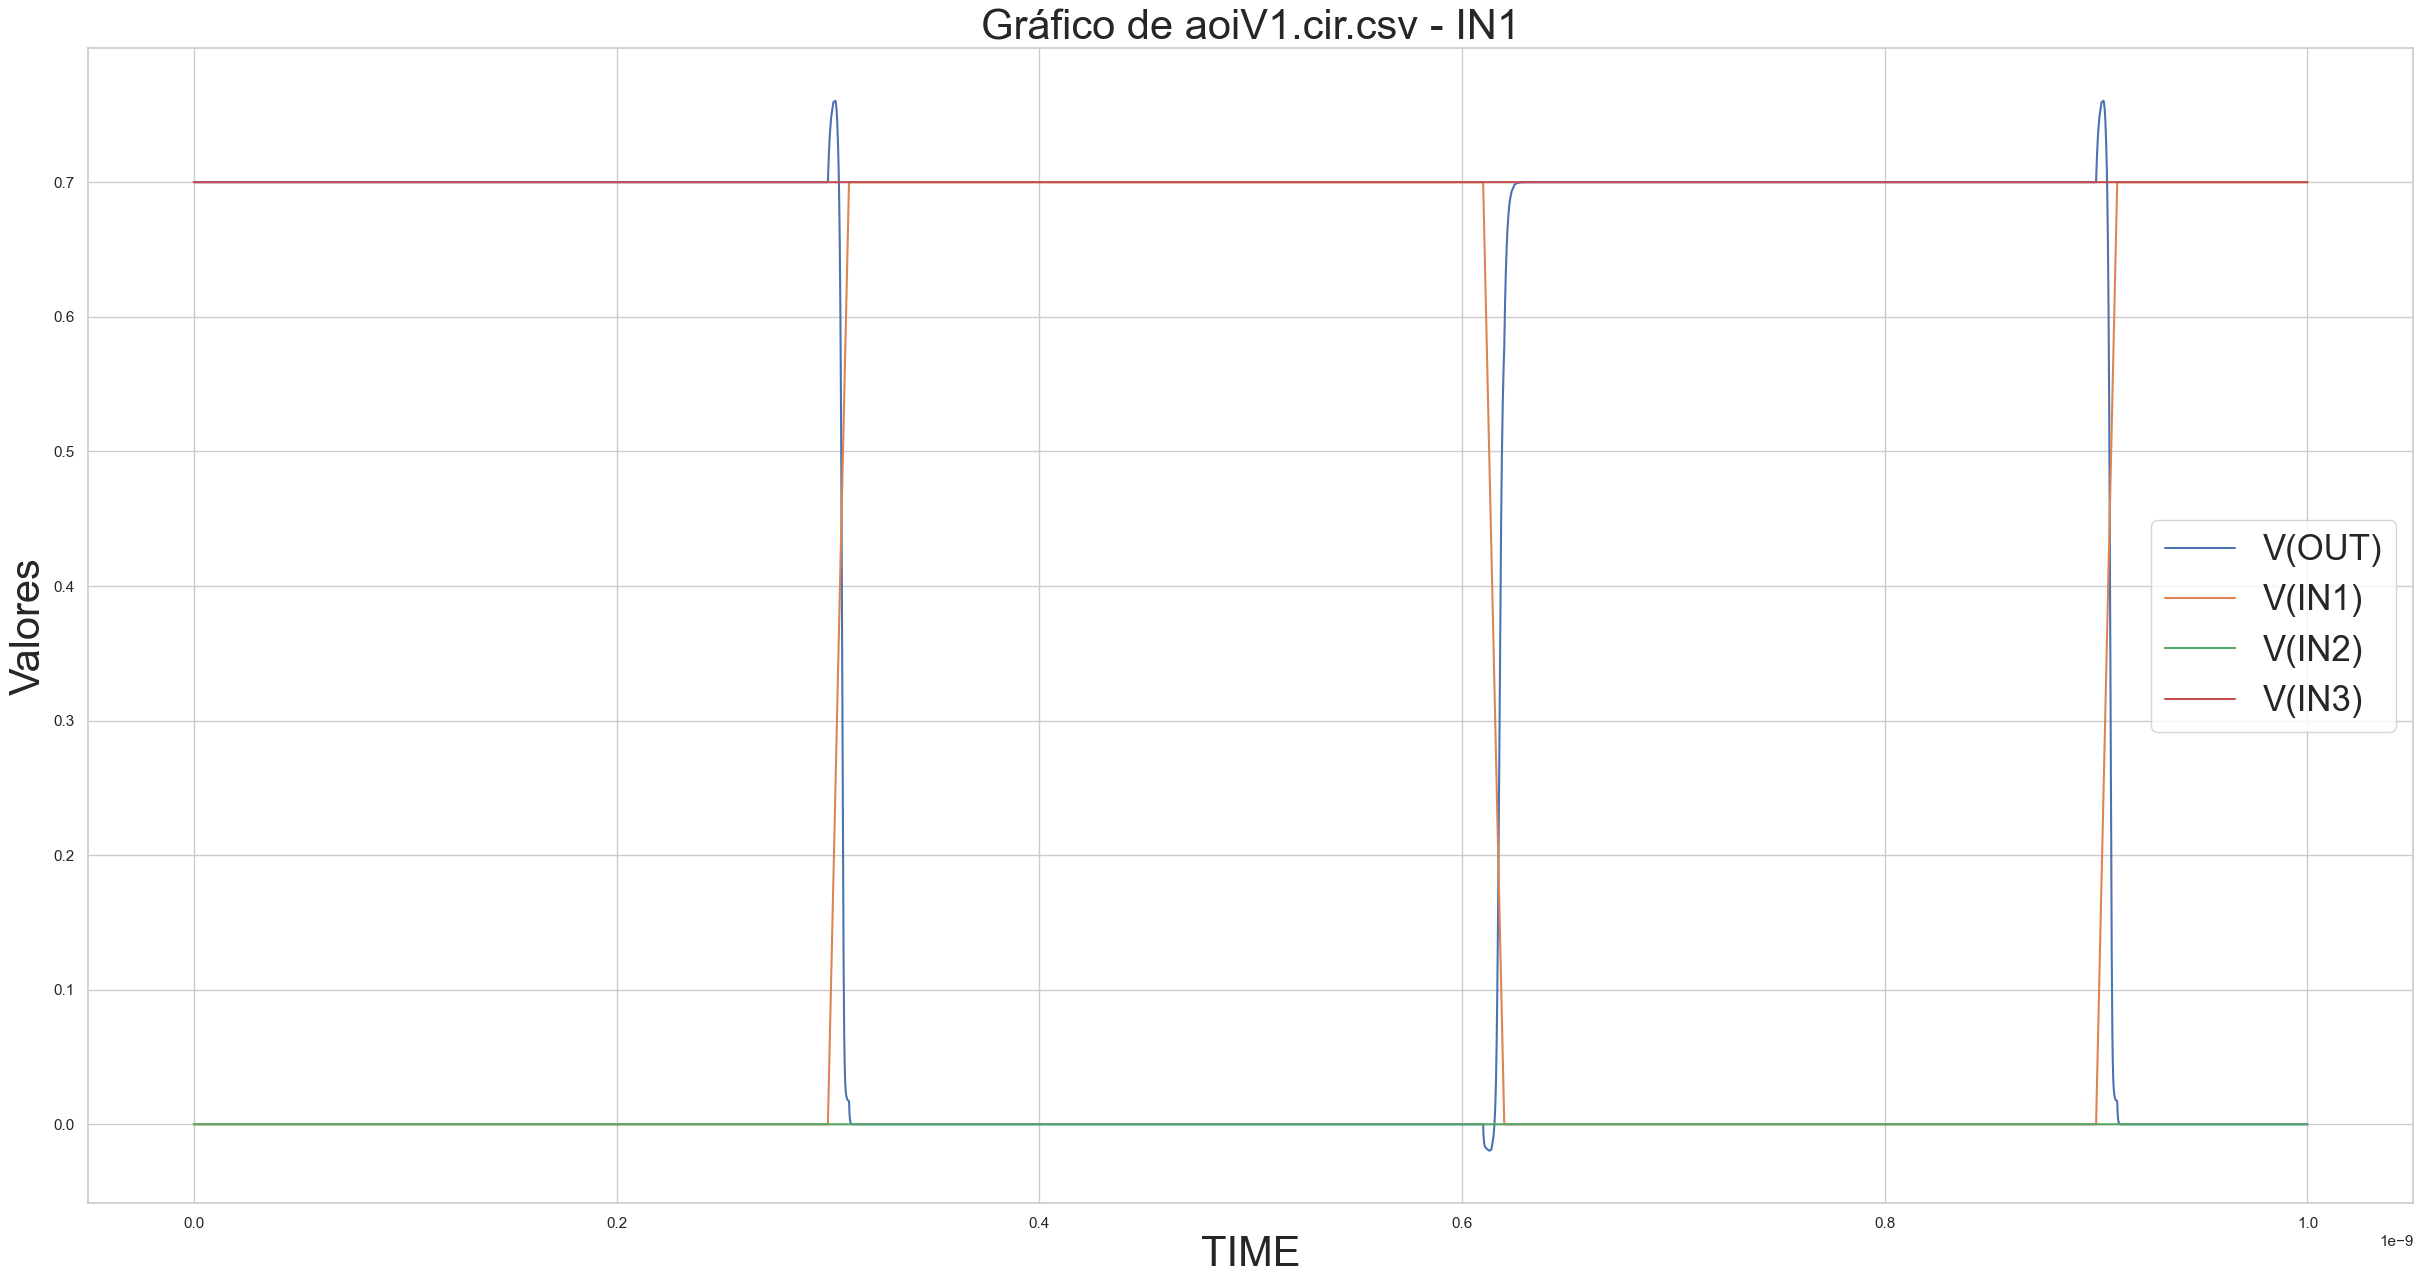 Gráfico de aoiV1.cir.csv - IN1
Valores
0.7
0.6
0.5
0.4
0.3
0.2
0.1
0.0
V(OUT)
V(IN1)
V(IN2)
V(IN3)
0.0 0.2 0.4 0.6 0.8 1.0
1e−9
TIME